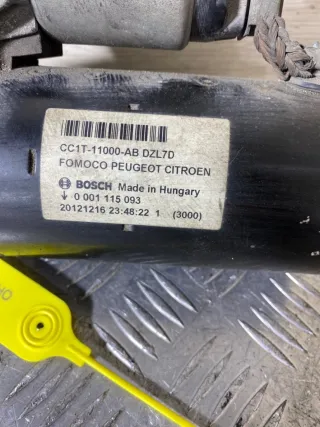 CC1T-11000-AB DZL7D
FOMOCO PEUGEOT CITROEN
BOSCH Made in Hungary
0 001 115 093
20121216 23:48:22 1 (3000)